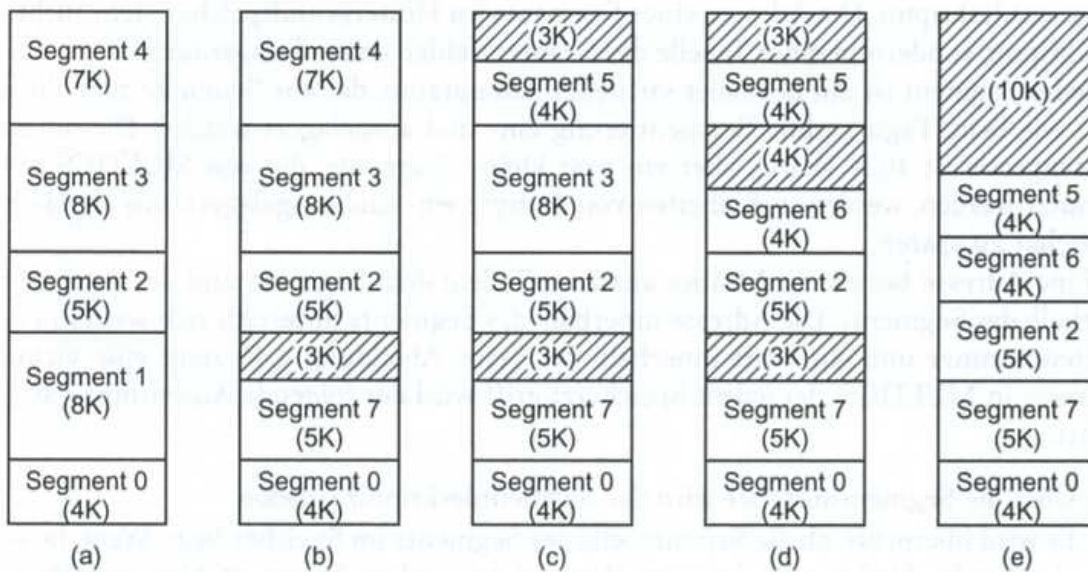 Segment 4
(7K)
Segment 3
(8K)
Segment 2
(5K)
Segment 1
(8K)
Segment 0
(4K)
(a)
Segment 4
(7K)
Segment 3
(8K)
Segment 2
(5K)
(3K)
Segment 7
(5K)
Segment 0
(4K)
(b)
(3K)
Segment 5
(4K)
Segment 3
(8K)
Segment 2
(5K)
(3K)
Segment 7
(5K)
Segment 0
(4K)
(c)
(3K)
Segment 5
(4K)
(4K)
Segment 6
(4K)
Segment 2
(5K)
(3K)
Segment 7
(5K)
Segment 0
(4K)
(d)
(10K)
Segment 5
(4K)
Segment 6
(4K)
Segment 2
(5K)
Segment 7
(5K)
Segment 0
(4K)
(e)